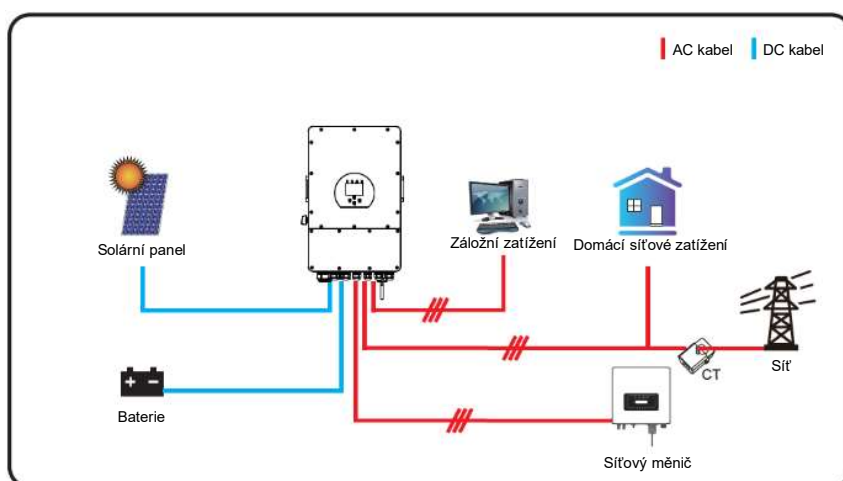 AC kabel
DC kabel
Solární panel
Záložní zatížení
Domácí síťové zatížení
CT
Síť
Baterie
Síťový měnič